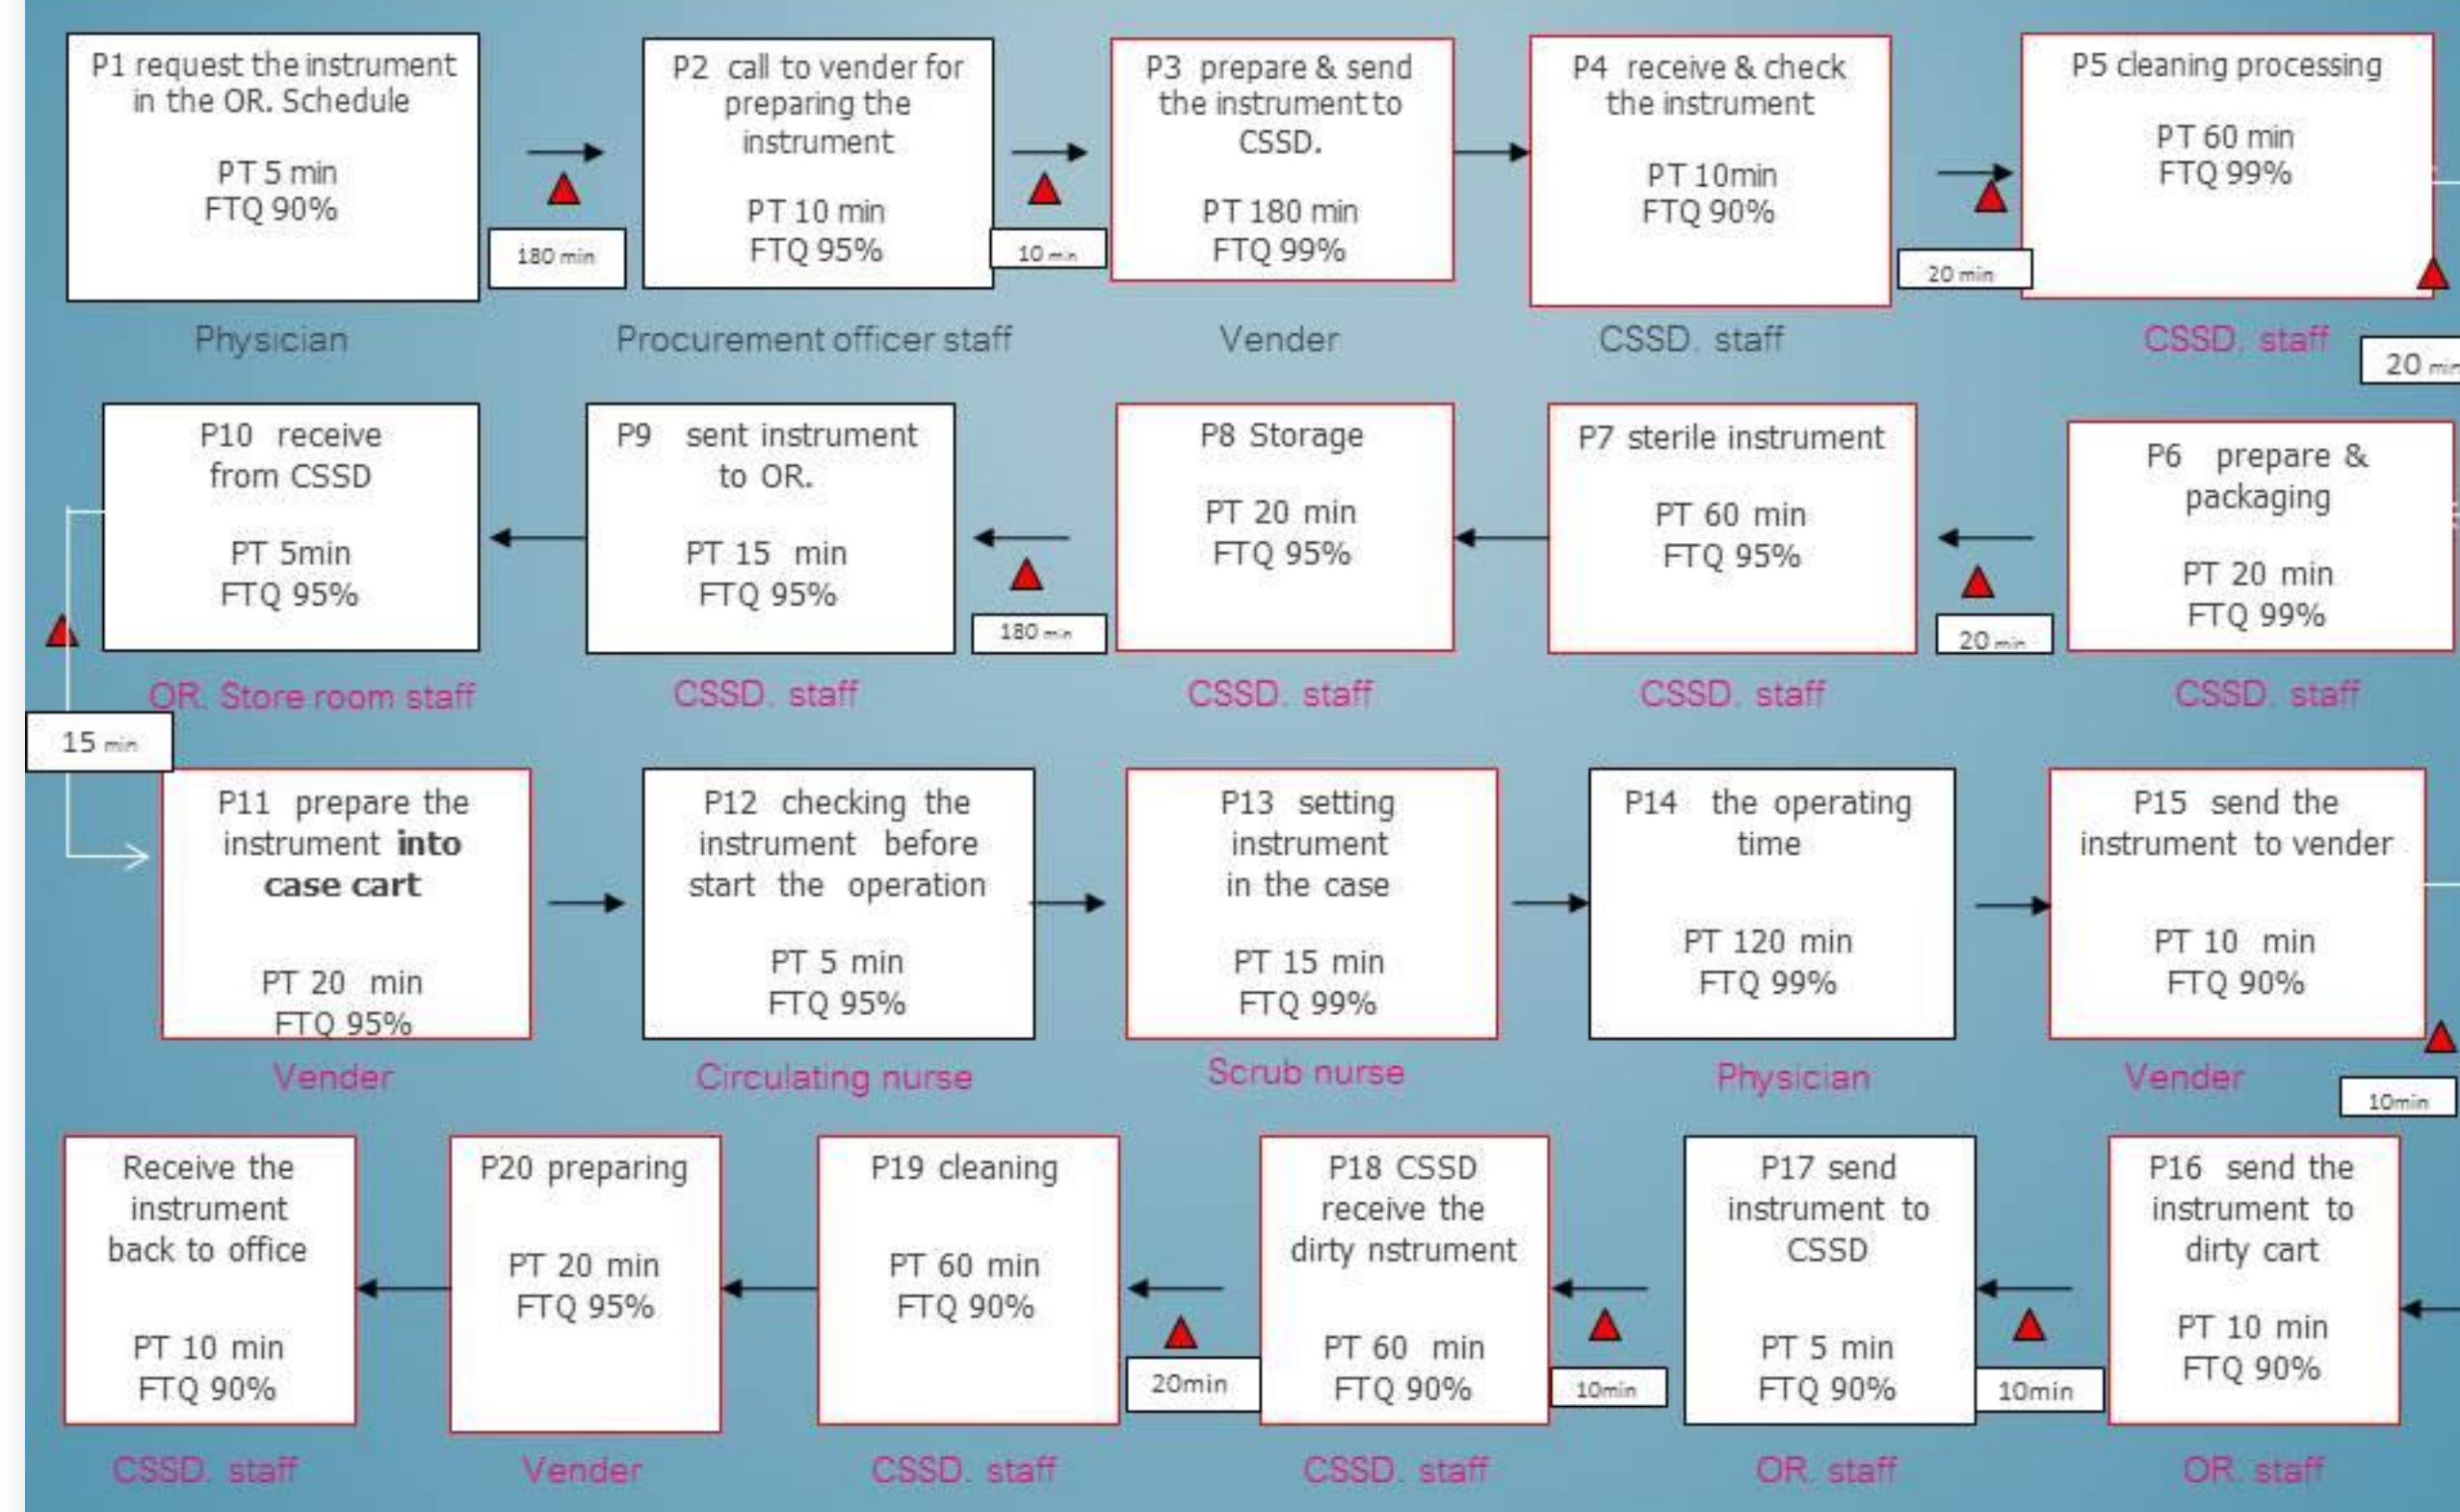 P1 request the instrument
in the OR. Schedule
PT 5 min
FTQ 90%
180 min
P2 call to vender for
preparing the
instrument
PT 10 min
FTQ 95%
10 min
P3 prepare & send
the instrument to
CSSD.
PT 180 min
FTQ 99%
P4 receive & check
the instrument
PT 10min
FTQ 90%
20 min
P5 cleaning processing
PT 60 min
FTQ 99%
Physician
Procurement officer staff
Vender
CSSD. staff
CSSD. staff
20 min
P10 receive
from CSSD
PT 5min
FTQ 95%
P9 sent instrument
to OR.
PT 15 min
FTQ 95%
180 min
P8 Storage
PT 20 min
FTQ 95%
P7 sterile instrument
PT 60 min
FTQ 95%
20 min
P6 prepare &
packaging
PT 20 min
FTQ 99%
OR. Store room staff
CSSD. staff
CSSD. staff
CSSD. staff
CSSD. staff
15 min
P11 prepare the
instrument into
case cart
PT 20 min
FTQ 95%
P12 checking the
instrument before
start the operation
PT 5 min
FTQ 95%
P13 setting
instrument
in the case
PT 15 min
FTQ 99%
P14 the operating
time
PT 120 min
FTQ 99%
P15 send the
instrument to vender
PT 10 min
FTQ 90%
Vender
Circulating nurse
Scrub nurse
Physician
Vender
10min
Receive the
instrument
back to office
PT 10 min
FTQ 90%
P20 preparing
PT 20 min
FTQ 95%
P19 cleaning
PT 60 min
FTQ 90%
20min
P18 CSSD
receive the
dirty nstrument
PT 60 min
FTQ 90%
10min
P17 send
instrument to
CSSD
PT 5 min
FTQ 90%
10min
P16 send the
instrument to
dirty cart
PT 10 min
FTQ 90%
CSSD. staff
Vender
CSSD. staff
CSSD. staff
OR. staff
OR. staff